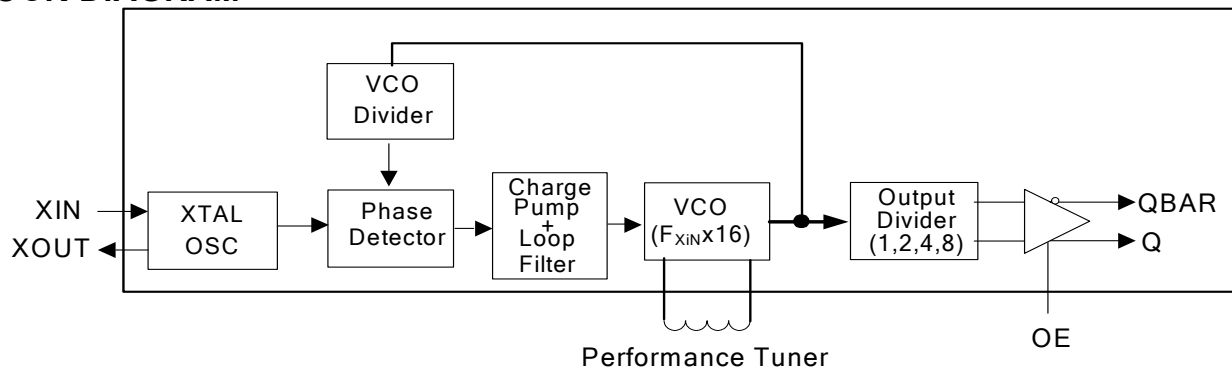 VCO
Divider
XIN
XOUT
XTAL
OSC
Phase
Detector
Charge
Pump
+
Loop
Filter
VCO
(FXiNx16)
Output
Divider
(1,2,4,8)
QBAR
Q
OE
Performance Tuner